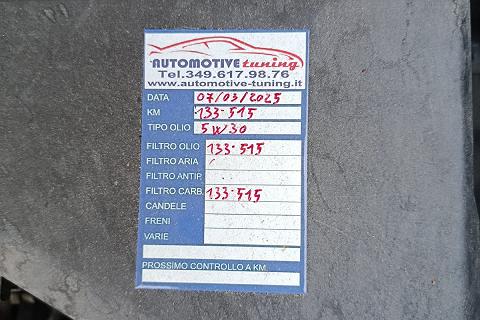 AUTOMOTIVE tuning
Tel.349.617.98.76
www.automotive-tuning.it
DATA 07/03/2025
KM 133.515
TIPO OLIO 5W30
FILTRO OLIO 133.515
FILTRO ARIA
FILTRO ANTIP.
FILTRO CARB. 133.515
CANDELE
FRENI
VARIE
PROSSIMO CONTROLLO A KM.